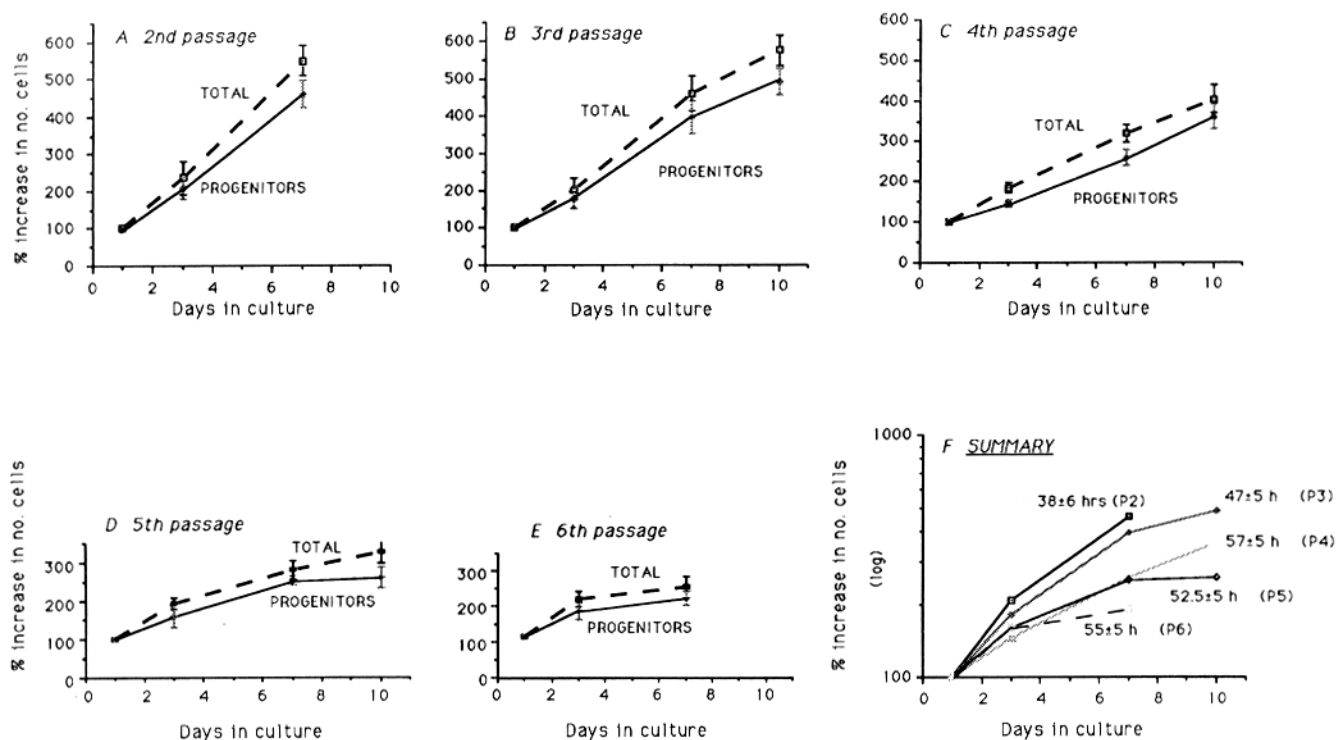 A 2nd passage
% increase in no. cells
600
500
400
300
200
100
0
TOTAL
PROGENITORS
0 2 4 6 8 10
Days in culture
B 3rd passage
600
500
400
300
200
100
0
TOTAL
PROGENITORS
0 2 4 6 8 10
Days in culture
C 4th passage
600
500
400
300
200
100
0
TOTAL
PROGENITORS
0 2 4 6 8 10
Days in culture
D 5th passage
% increase in no. cells
300
200
100
0
TOTAL
PROGENITORS
0 2 4 6 8 10
Days in culture
E 6th passage
300
200
100
0
TOTAL
PROGENITORS
0 2 4 6 8 10
Days in culture
F SUMMARY
% increase in no. cells
(log)
1000
100
38±6 hrs (P2)
47±5 h (P3)
57±5 h (P4)
52.5±5 h (P5)
55±5 h (P6)
0 2 4 6 8 10
Days in culture